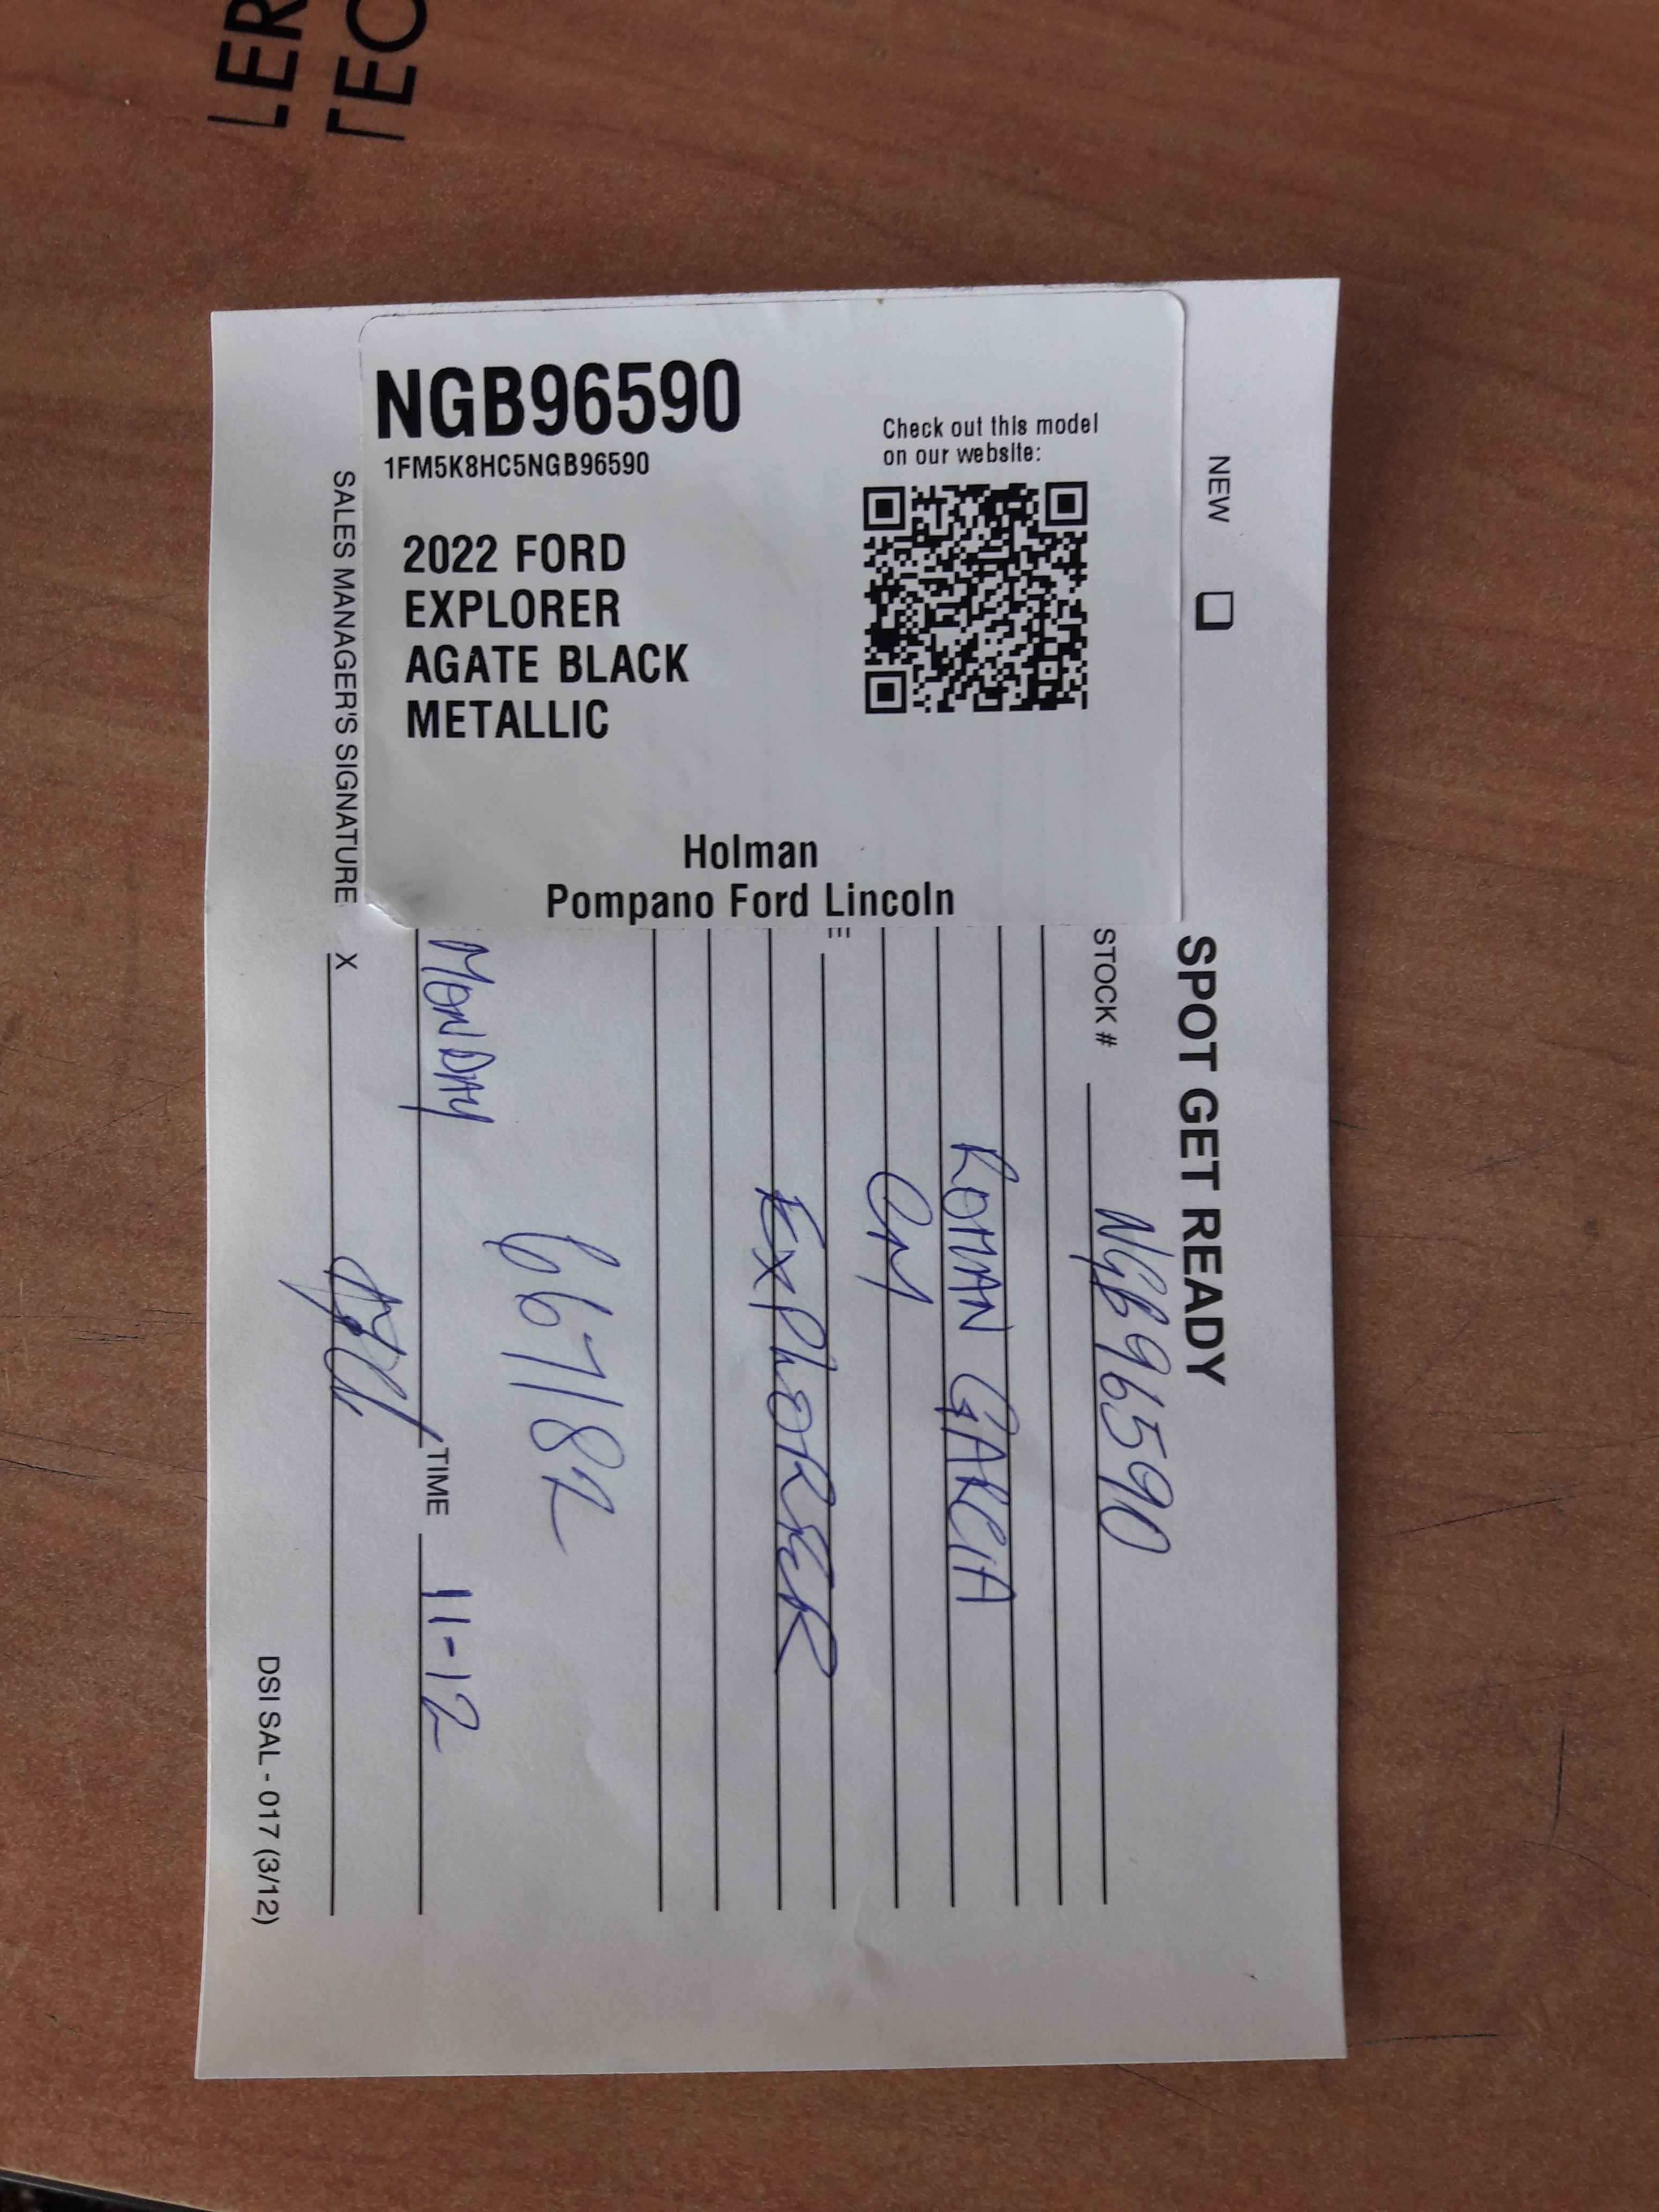 LER
TEC
NGB96590
1FM5K8HC5NGB96590
2022 FORD
EXPLORER
AGATE BLACK
METALLIC
Check out this model
on our website:
Holman
Pompano Ford Lincoln
SPOT GET READY
NEW
STOCK # NGB96590
ROMAN GARCIA
EXPLORER
667182
MONDAY TIME 11-12
SALES MANAGER'S SIGNATURE X
DSI SAL - 017 (3/12)